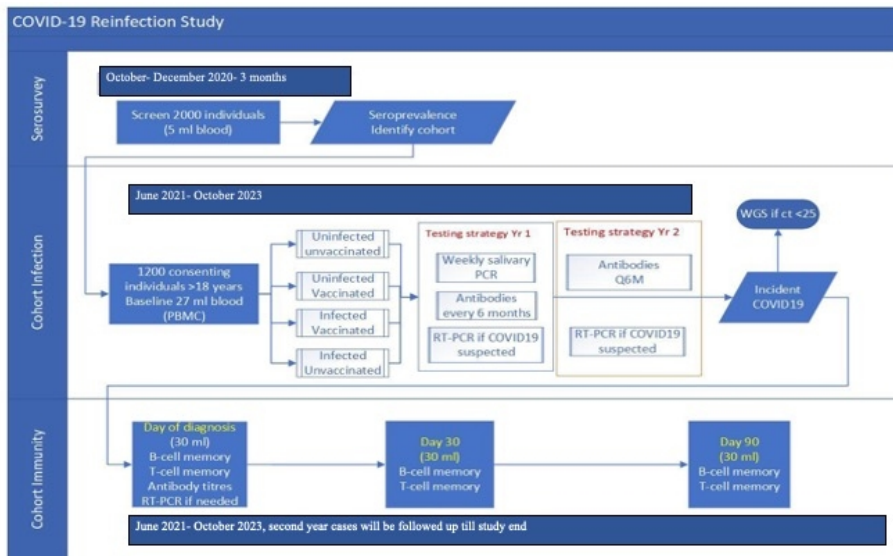 COVID-19 Reinfection Study
Serosurvey
October- December 2020- 3 months
Screen 2000 individuals
(5 ml blood)
Seroprevalence
Identify cohort
Cohort Infection
June 2021- October 2023
1200 consenting
individuals >18 years
Baseline 27 ml blood
(PBMC)
Uninfected
unvaccinated
Uninfected
Vaccinated
Infected
Vaccinated
Infected
Unvaccinated
Testing strategy Yr 1
Weekly salivary
PCR
Antibodies
every 6 months
RT-PCR if COVID19
suspected
Testing strategy Yr 2
Antibodies
Q6M
RT-PCR if COVID19
suspected
WGS if ct <25
Incident
COVID19
Cohort Immunity
Day of diagnosis
(30 ml)
B-cell memory
T-cell memory
Antibody titres
RT-PCR if needed
Day 30
(30 ml)
B-cell memory
T-cell memory
Day 90
(30 ml)
B-cell memory
T-cell memory
June 2021- October 2023, second year cases will be followed up till study end